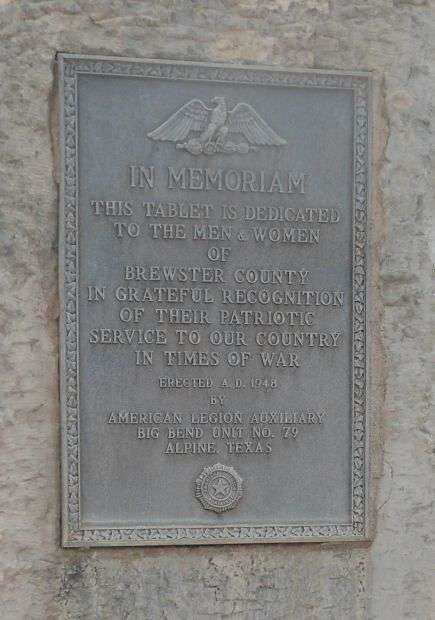 IN MEMORIAM
THIS TABLET IS DEDICATED
TO THE MEN & WOMEN
OF
BREWSTER COUNTY
IN GRATEFUL RECOGNITION
OF THEIR PATRIOTIC
SERVICE TO OUR COUNTRY
IN TIMES OF WAR
ERECTED A.D. 1948
BY
AMERICAN LEGION AUXILIARY
BIG BEND UNIT NO. 79
ALPINE, TEXAS